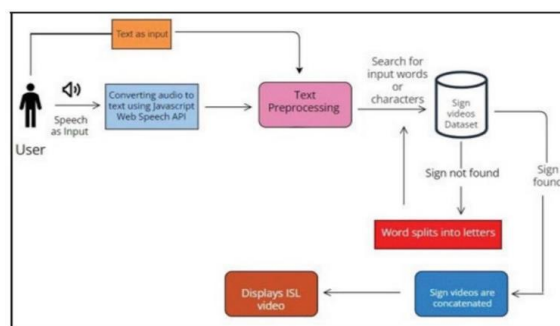 Text as input
Speech
as Input
User
Converting audio to
text using Javascript
Web Speech API
Text
Preprocessing
Search for
input words
or
characters
Sign
videos
Dataset
Sign not found
Sign
found
Word splits into letters
Sign videos are
concatenated
Displays ISL
video